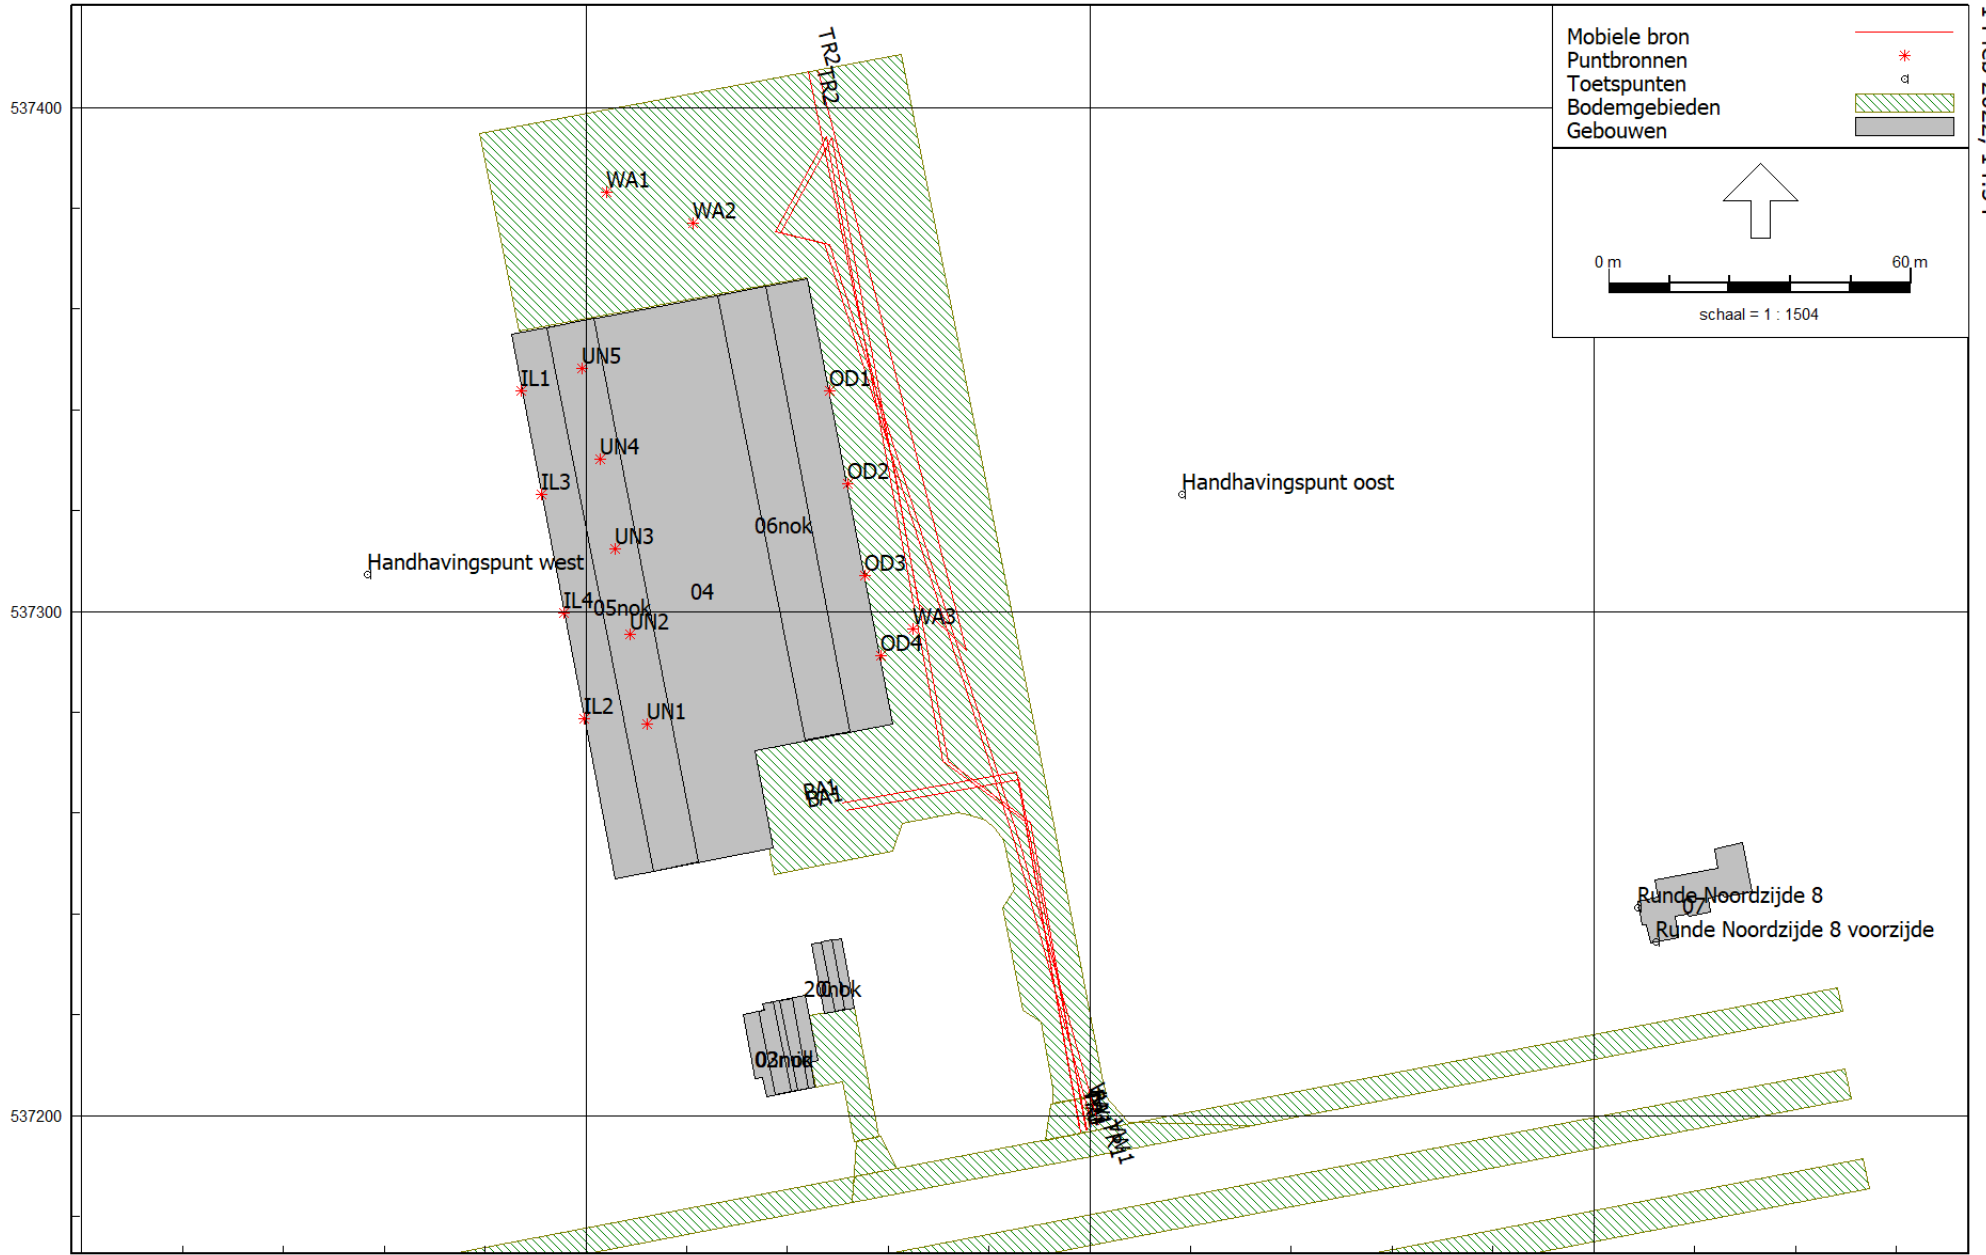 TR2
TR2
Mobiele bron
Puntbronnen
Toetspunten
Bodemgebieden
Gebouwen
537400
WA1
WA2
0 m
60 m
schaal = 1 : 1504
UN5
IL1
OD1
UN4
OD2
IL3
Handhavingspunt oost
06nok
UN3
Handhavingspunt west
OD3
04
IL4
05nok
537300
WA3
UN2
OD4
IL2
UN1
BA1
BA1
Runde Noordzijde 8
07
Runde Noordzijde 8 voorzijde
20nok
537200
TR1